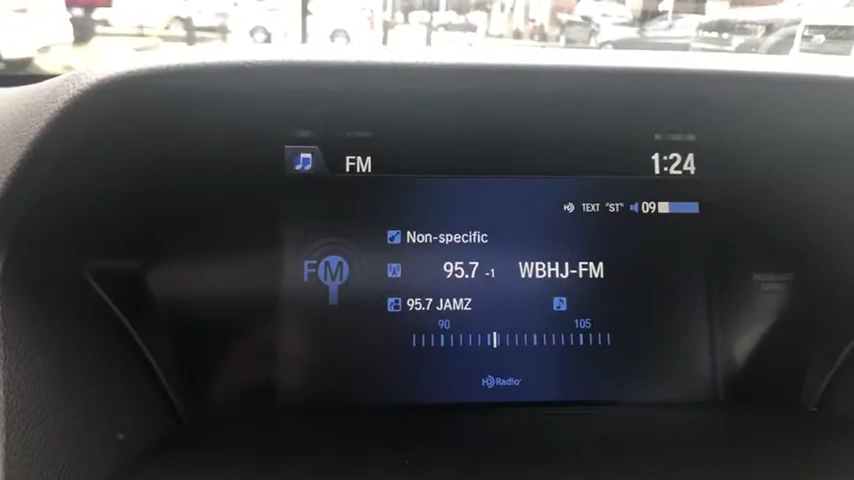 FM
1:24
TEXT "ST" 09
Non-specific
FM
95.7 -1 WBHJ-FM
95.7 JAMZ
90 105
HD Radio